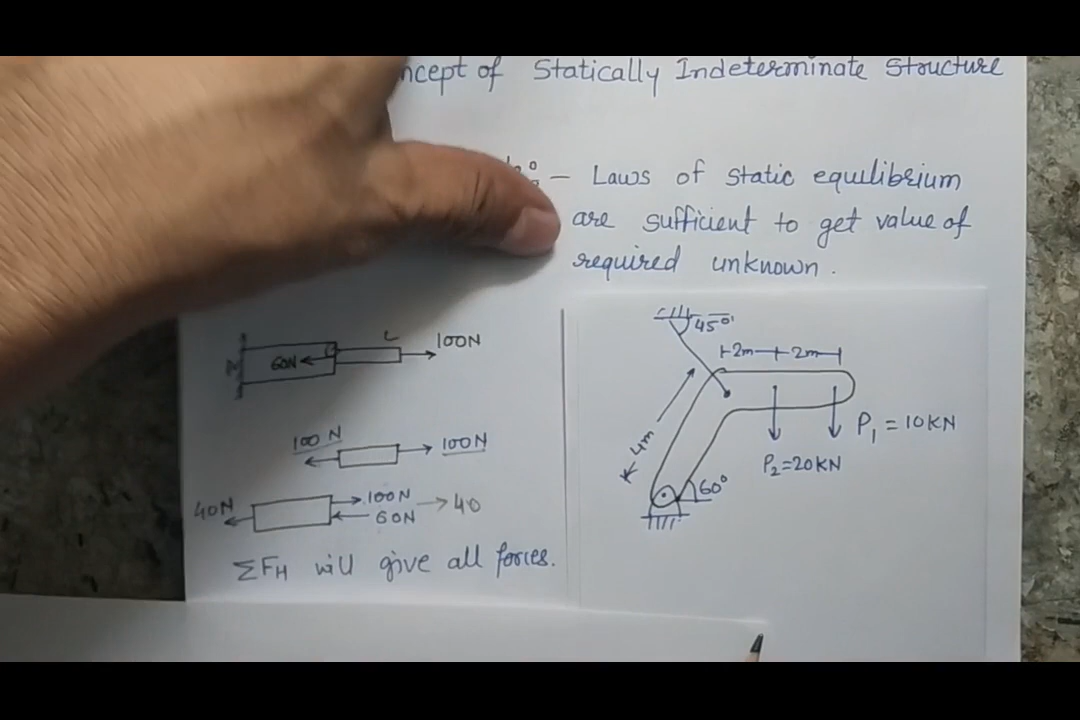 ncept of Statically Indeterminate Structure
– Laws of static equilibrium
are sufficient to get value of
required unknown.
60N
C
L
100N
100 N
100N
40N
100N
60N
→ 40
ΣFH will give all forces.
45°
2m
2m
4m
P1 = 10KN
P2=20KN
60°